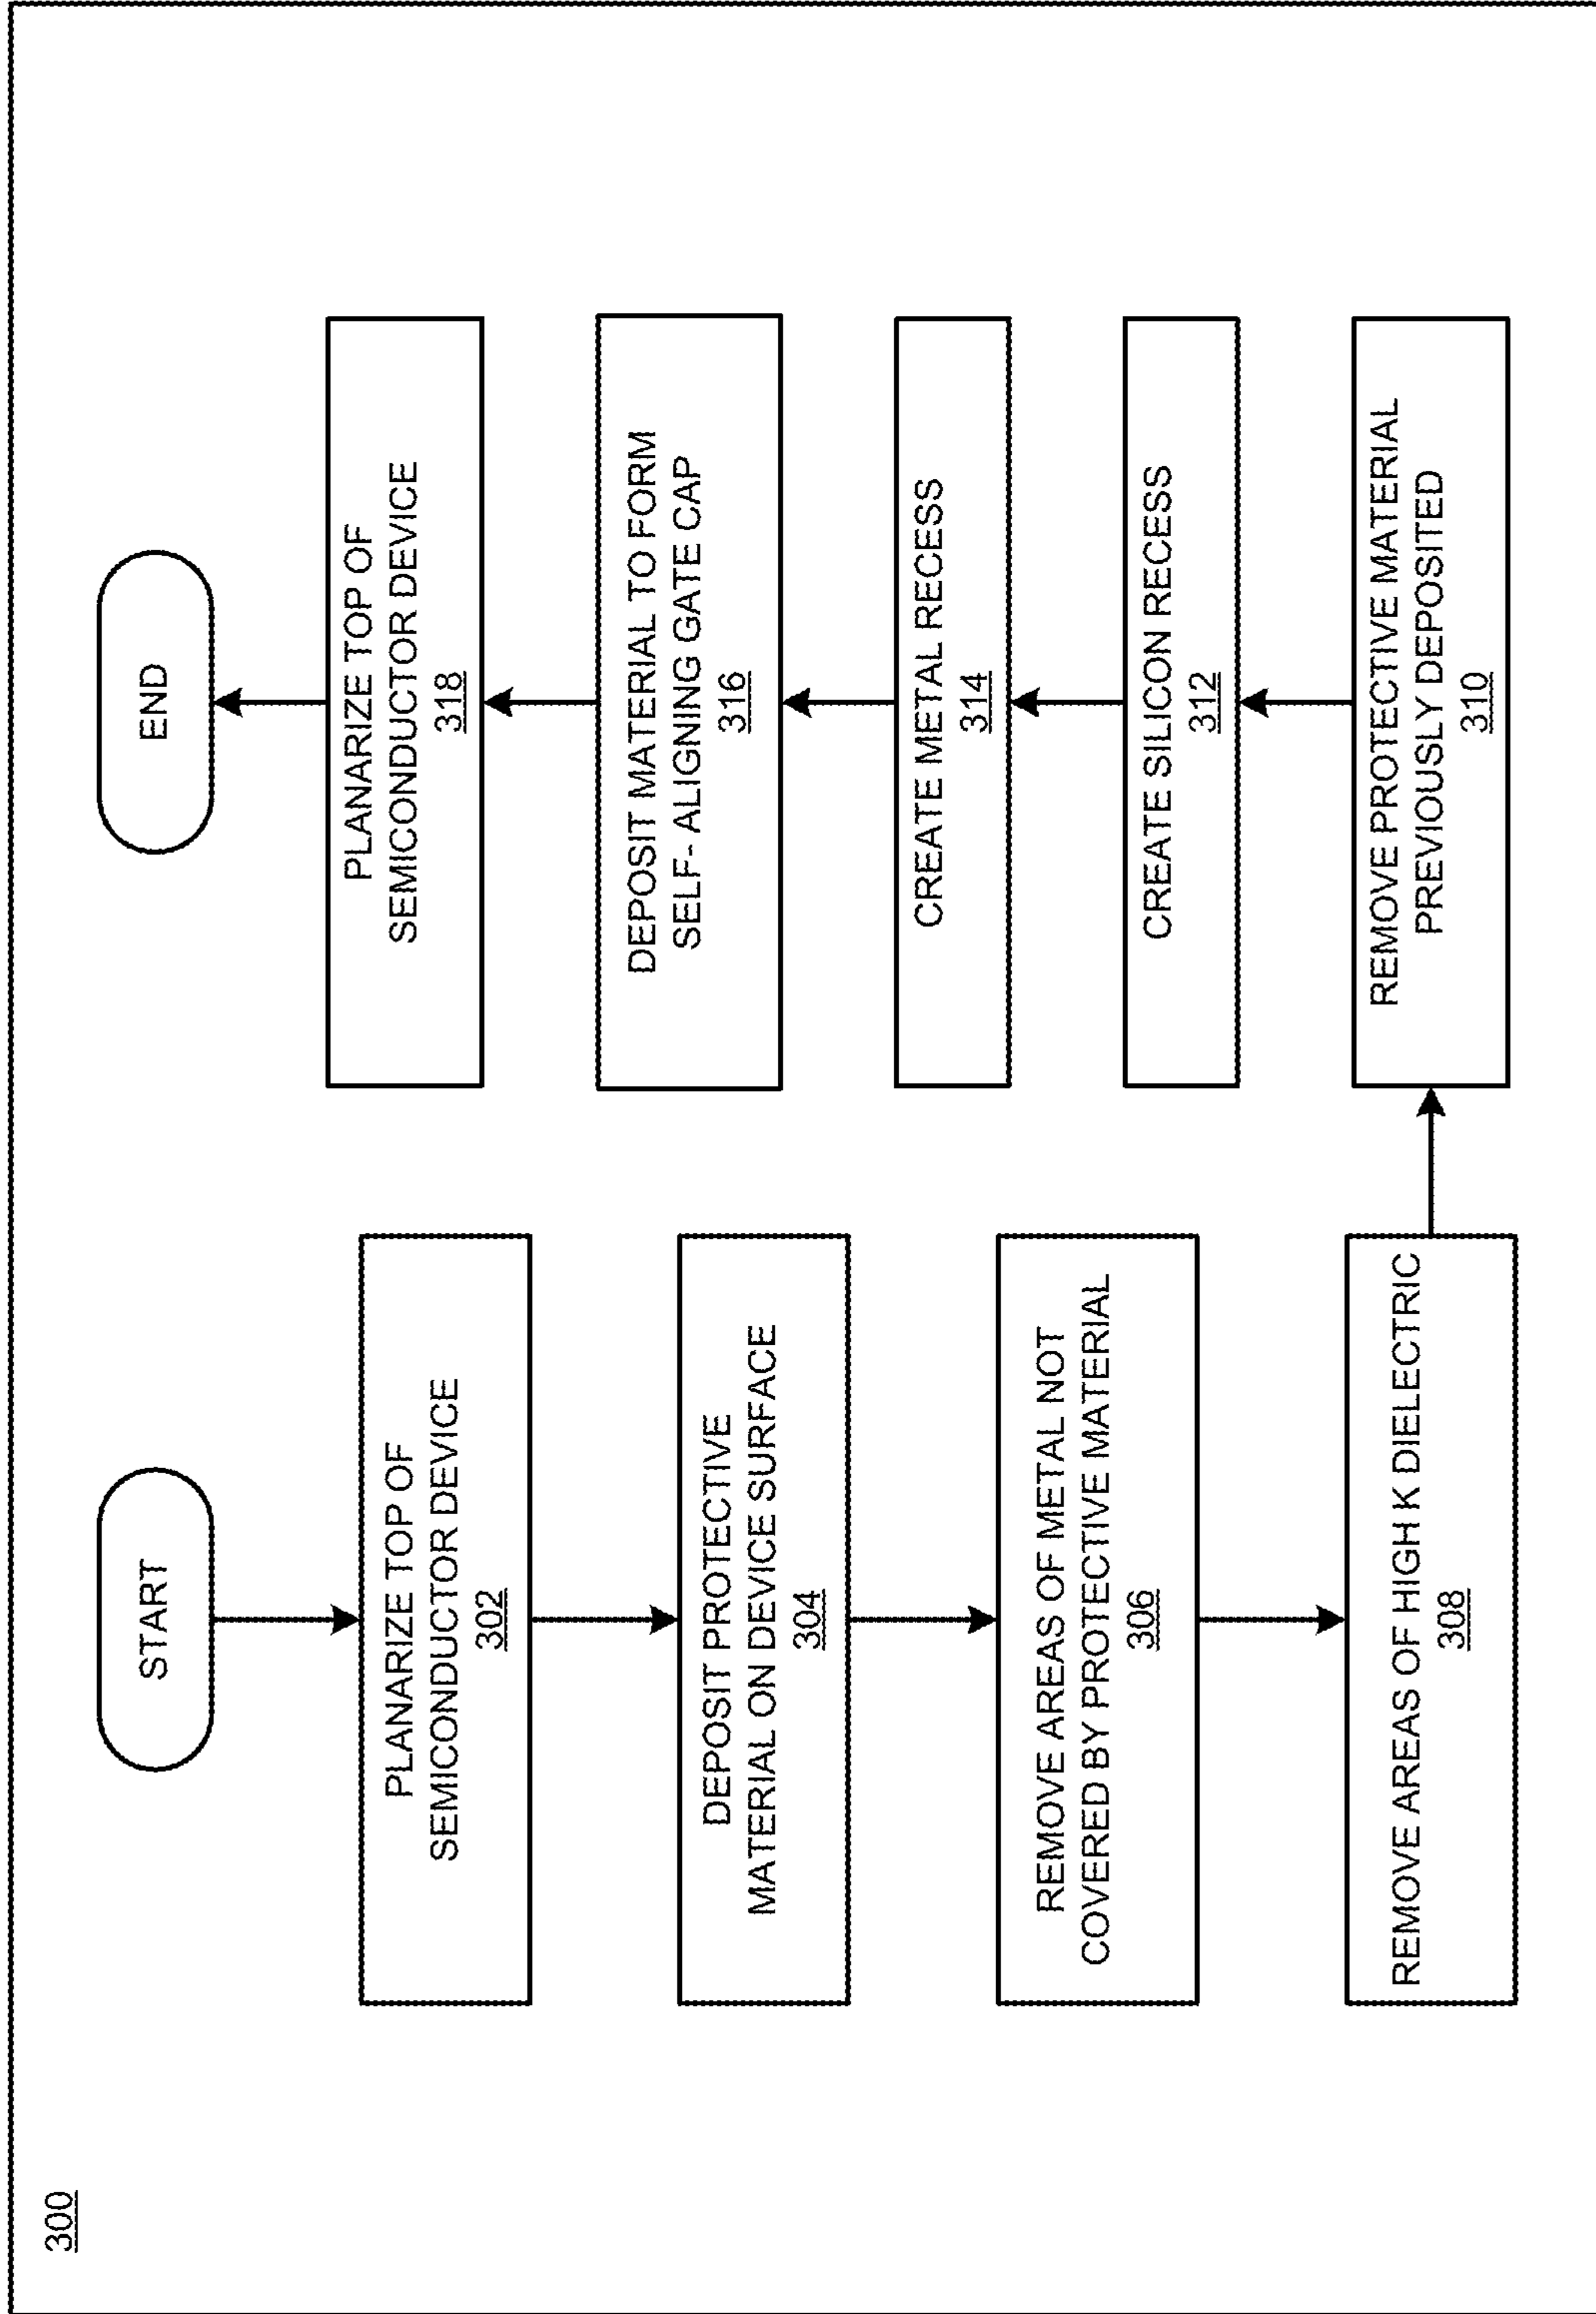 300
START
PLANARIZE TOP OF
SEMICONDUCTOR DEVICE
302
DEPOSIT PROTECTIVE
MATERIAL ON DEVICE SURFACE
304
REMOVE AREAS OF METAL NOT
COVERED BY PROTECTIVE MATERIAL
306
REMOVE AREAS OF HIGH K DIELECTRIC
308
REMOVE PROTECTIVE MATERIAL
PREVIOUSLY DEPOSITED
310
CREATE SILICON RECESS
312
CREATE METAL RECESS
314
DEPOSIT MATERIAL TO FORM
SELF- ALIGNING GATE CAP
316
PLANARIZE TOP OF
SEMICONDUCTOR DEVICE
318
END